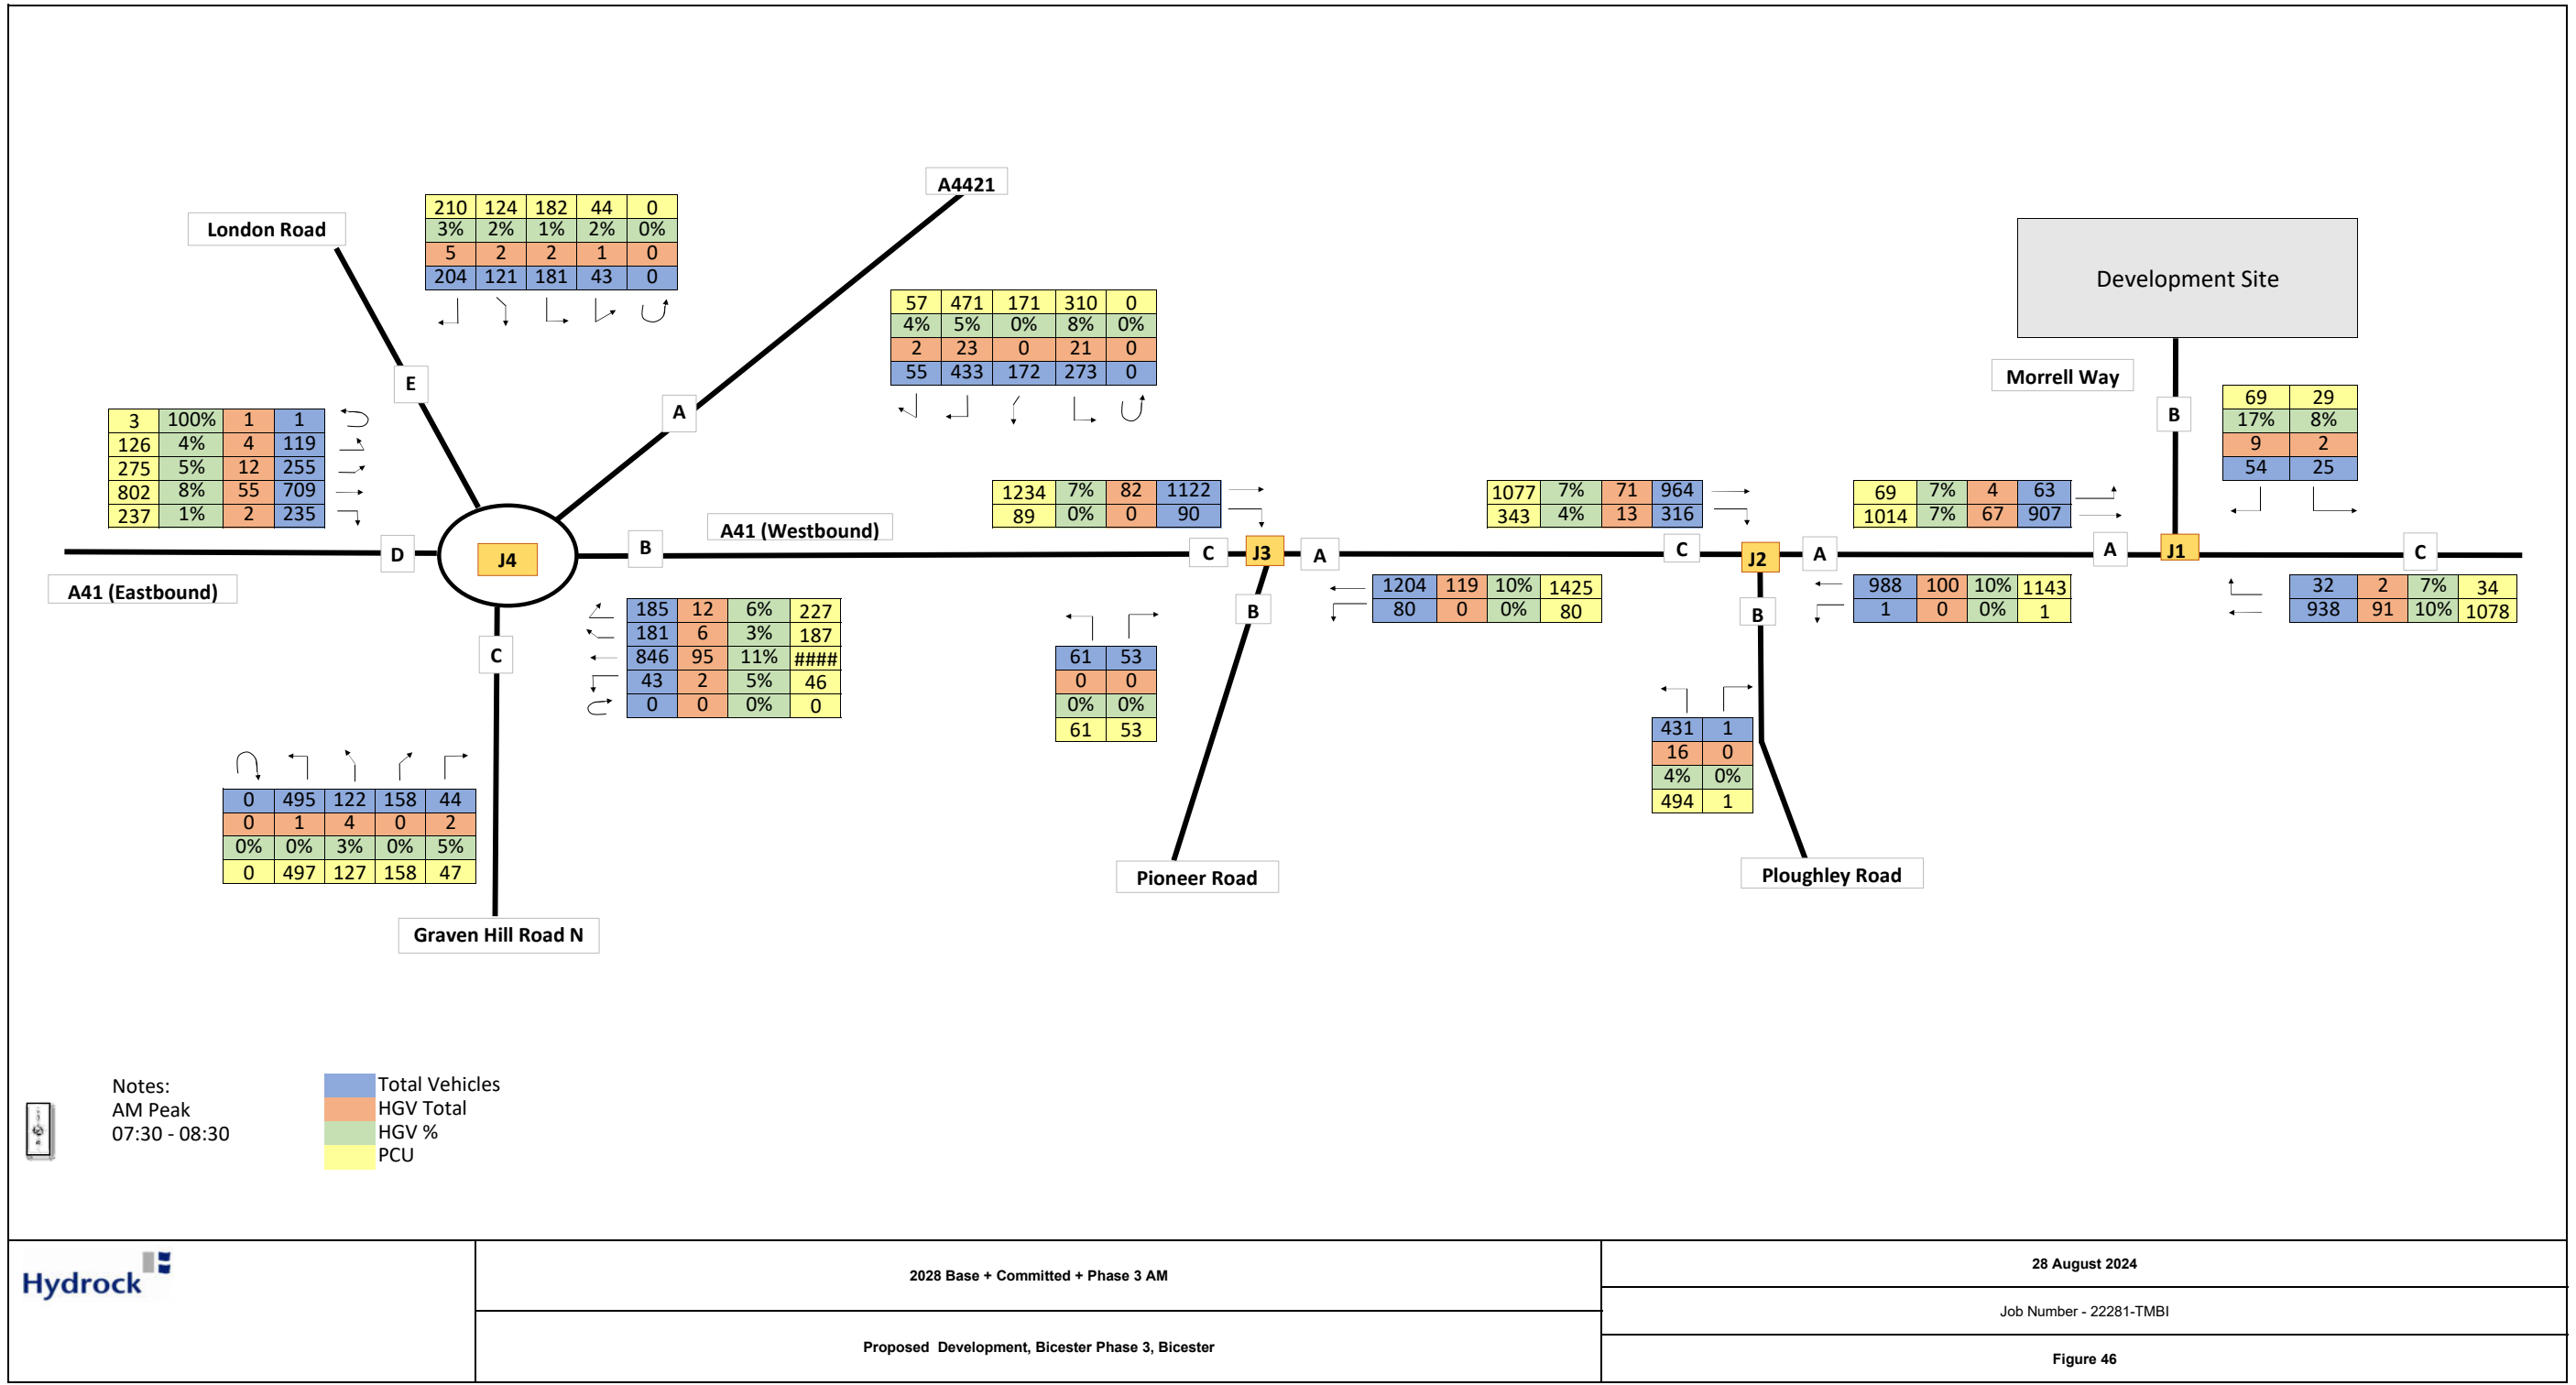 A4421
London Road
210 124 182 44 0
3% 2% 1% 2% 0%
5 2 2 1 0
204 121 181 43 0
Development Site
57 471 171 310 0
4% 5% 0% 8% 0%
2 23 0 21 0
55 433 172 273 0
Morrell Way
E
A
B
69 29
17% 8%
9 2
54 25
3 100% 1 1
126 4% 4 119
275 5% 12 255
802 8% 55 709
237 1% 2 235
1234 7% 82 1122
89 0% 0 90
1077 7% 71 964
343 4% 13 316
69 7% 4 63
1014 7% 67 907
A41 (Westbound)
D
J4
B
C
J3
A
C
J2
A
A
J1
C
A41 (Eastbound)
1204 119 10% 1425
80 0 0% 80
988 100 10% 1143
1 0 0% 1
32 2 7% 34
938 91 10% 1078
185 12 6% 227
181 6 3% 187
846 95 11% ####
43 2 5% 46
0 0 0% 0
C
B
B
61 53
0 0
0% 0%
61 53
431 1
16 0
4% 0%
494 1
0 495 122 158 44
0 1 4 0 2
0% 0% 3% 0% 5%
0 497 127 158 47
Pioneer Road
Ploughley Road
Graven Hill Road N
Notes:
AM Peak
07:30 - 08:30
Total Vehicles
HGV Total
HGV %
PCU
Hydrock
2028 Base + Committed + Phase 3 AM
Proposed Development, Bicester Phase 3, Bicester
28 August 2024
Job Number - 22281-TMBI
Figure 46